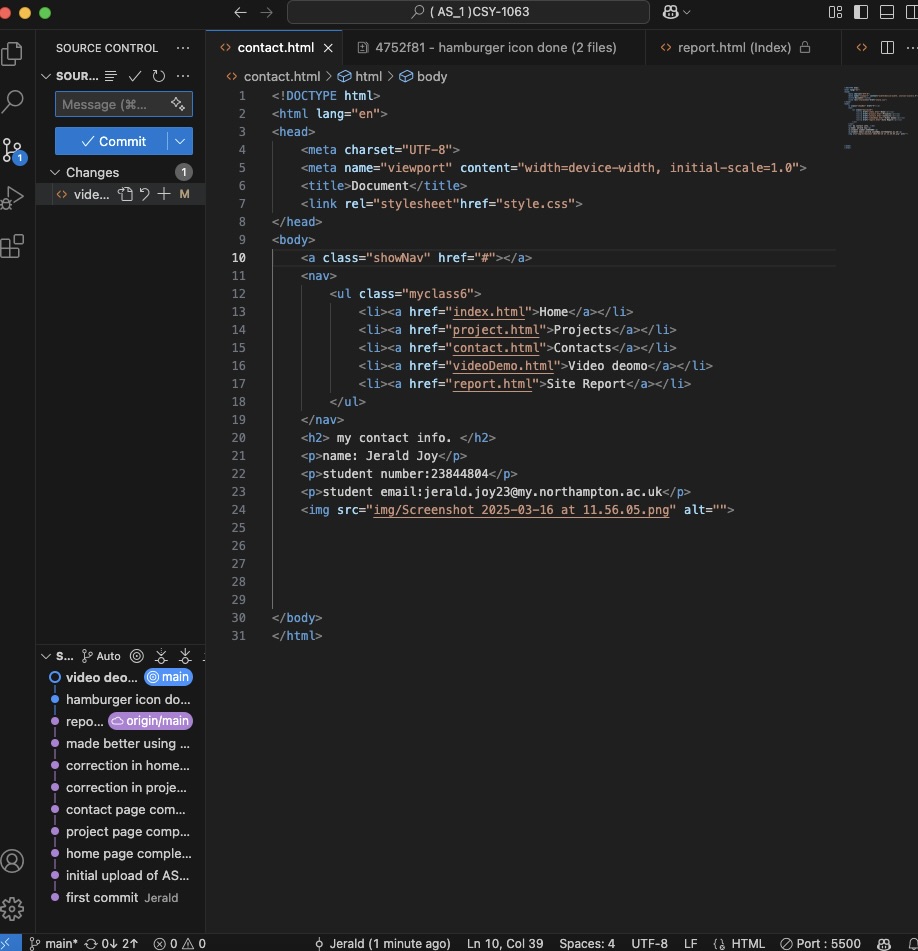 ( AS_1 )CSY-1063
SOURCE CONTROL
contact.html
4752f81 - hamburger icon done (2 files)
report.html (Index)
SOUR...
contact.html > html > body
Message (⌘...
Commit
Changes 1
vide... M
1
1 <!DOCTYPE html>
2 <html lang="en">
3 <head>
4 <meta charset="UTF-8">
5 <meta name="viewport" content="width=device-width, initial-scale=1.0">
6 <title>Document</title>
7 <link rel="stylesheet"href="style.css">
8 </head>
9 <body>
10 <a class="showNav" href="#"></a>
11 <nav>
12 <ul class="myclass6">
13 <li><a href="index.html">Home</a></li>
14 <li><a href="project.html">Projects</a></li>
15 <li><a href="contact.html">Contacts</a></li>
16 <li><a href="videoDemo.html">Video deomo</a></li>
17 <li><a href="report.html">Site Report</a></li>
18 </ul>
19 </nav>
20 <h2> my contact info. </h2>
21 <p>name: Jerald Joy</p>
22 <p>student number:23844804</p>
23 <p>student email:jerald.joy23@my.northampton.ac.uk</p>
24 <img src="img/Screenshot 2025-03-16 at 11.56.05.png" alt="">
25
26
27
28
29
30 </body>
31 </html>
S... Auto
video deo... main
hamburger icon do...
repo... origin/main
made better using ...
correction in home...
correction in proje...
contact page com...
project page comp...
home page comple...
initial upload of AS...
first commit Jerald
main* 0↓ 2↑ 0 0 Jerald (1 minute ago) Ln 10, Col 39 Spaces: 4 UTF-8 LF {} HTML Port : 5500